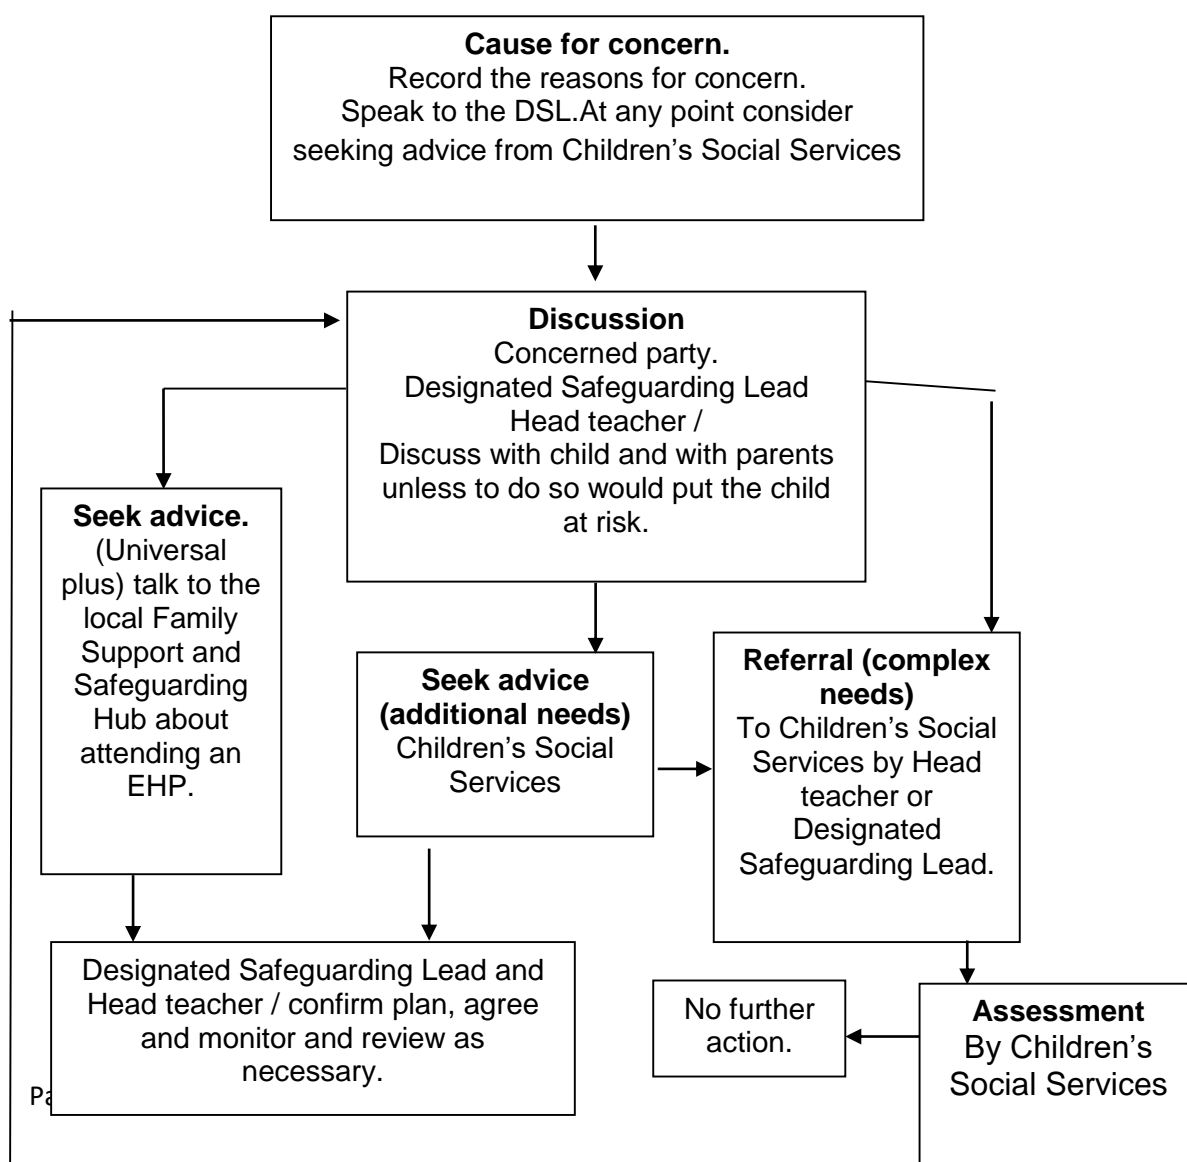 Cause for concern.
Record the reasons for concern.
Speak to the DSL.At any point consider
seeking advice from Children’s Social Services
Discussion
Concerned party.
Designated Safeguarding Lead
Head teacher /
Discuss with child and with parents
unless to do so would put the child
at risk.
Seek advice.
(Universal
plus) talk to the
local Family
Support and
Safeguarding
Hub about
attending an
EHP.
Seek advice
(additional needs)
Children’s Social
Services
Referral (complex
needs)
To Children’s Social
Services by Head
teacher or
Designated
Safeguarding Lead.
Designated Safeguarding Lead and
Head teacher / confirm plan, agree
and monitor and review as
necessary.
No further
action.
Assessment
By Children’s
Social Services